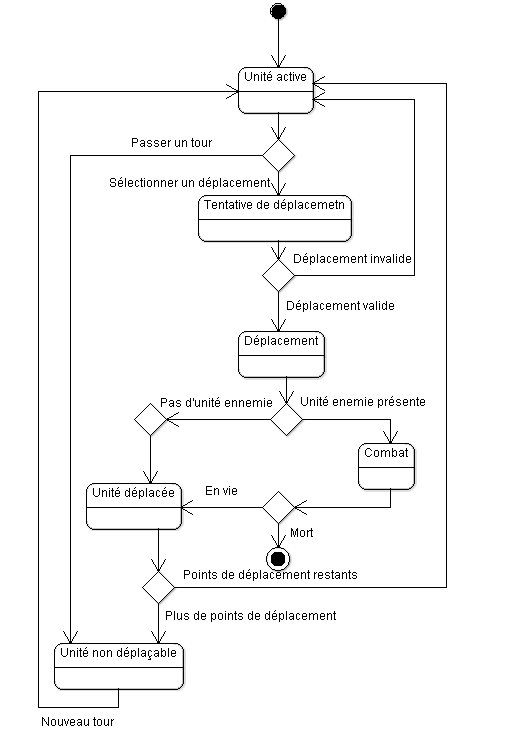 Unité active
Passer un tour
Sélectionner un déplacement
Tentative de déplacemetn
Déplacement invalide
Déplacement valide
Déplacement
Pas d'unité ennemie
Unité enemie présente
Combat
Unité déplacée
En vie
Mort
Points de déplacement restants
Plus de points de déplacement
Unité non déplaçable
Nouveau tour